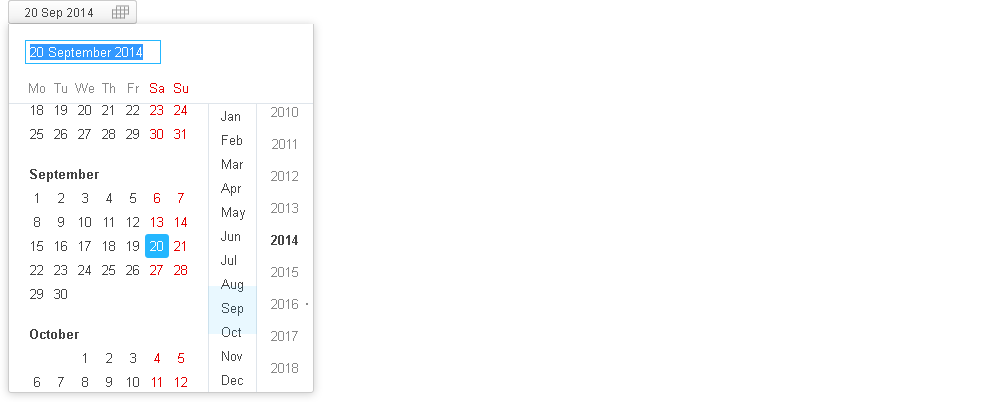 20 Sep 2014
20 September 2014
Mo Tu We Th Fr Sa Su
18 19 20 21 22 23 24
25 26 27 28 29 30 31
September
1 2 3 4 5 6 7
8 9 10 11 12 13 14
15 16 17 18 19 20 21
22 23 24 25 26 27 28
29 30
October
1 2 3 4 5
6 7 8 9 10 11 12
Jan
Feb
Mar
Apr
May
Jun
Jul
Aug
Sep
Oct
Nov
Dec
2010
2011
2012
2013
2014
2015
2016
2017
2018